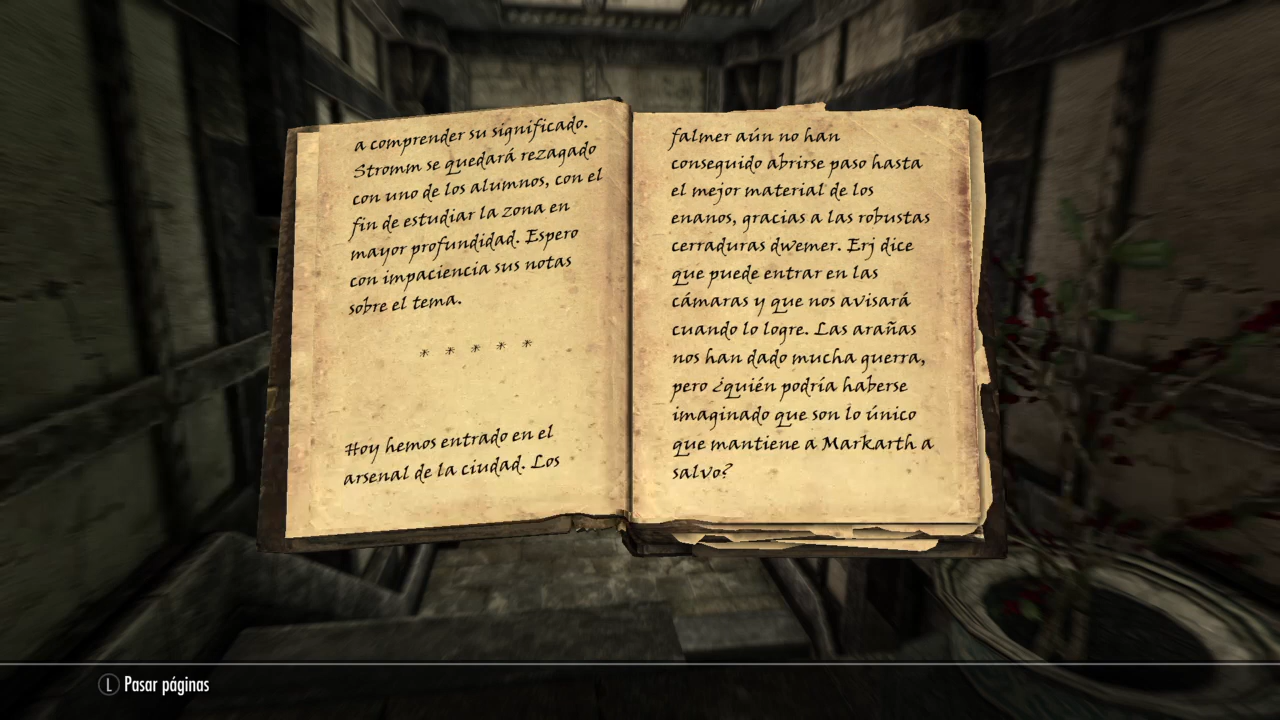 a comprender su significado.
Stromm se quedará rezagado
con uno de los alumnos, con el
fin de estudiar la zona en
mayor profundidad. Espero
con impaciencia sus notas
sobre el tema.
* * * * *
Hoy hemos entrado en el
arsenal de la ciudad. Los
falmer aún no han
conseguido abrirse paso hasta
el mejor material de los
enanos, gracias a las robustas
cerraduras dwemer. Erj dice
que puede entrar en las
cámaras y que nos avisará
cuando lo logre. Las arañas
nos han dado mucha guerra,
pero ¿quién podría haberse
imaginado que son lo único
que mantiene a Markarth a
salvo?
L Pasar páginas